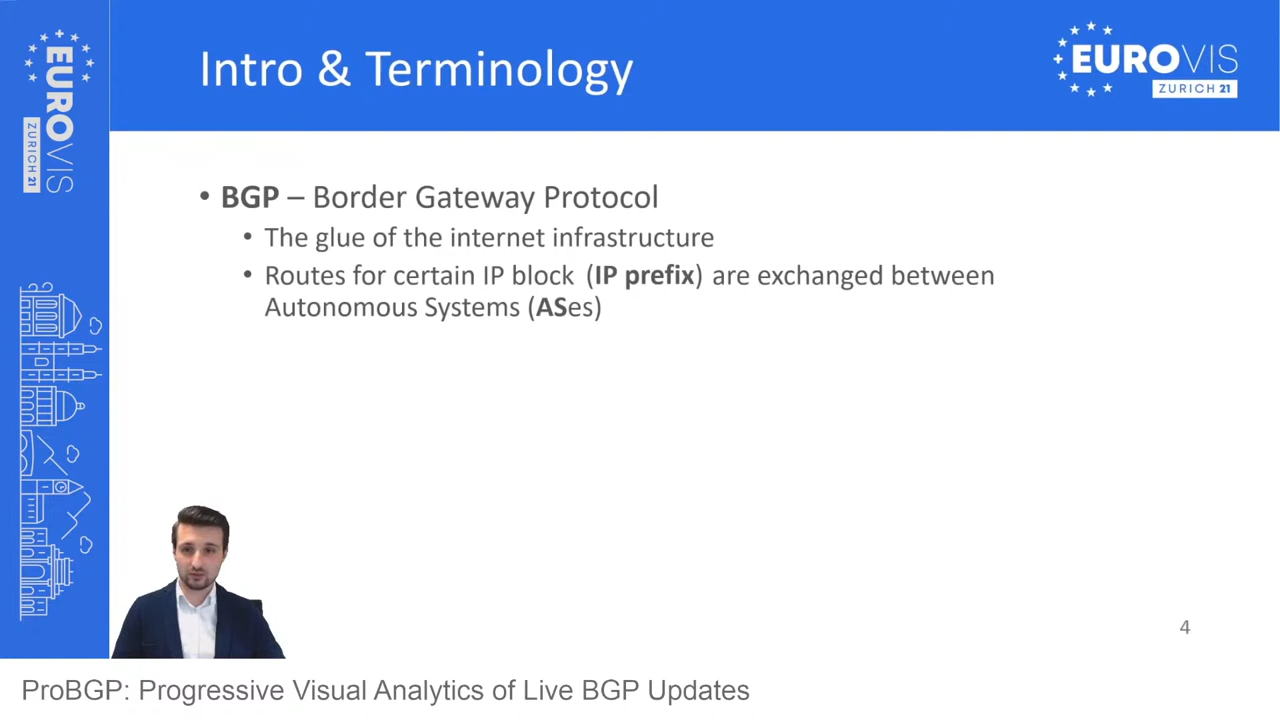 Intro & Terminology
EUROVIS
ZURICH 21
EUROVIS
ZURICH 21
• BGP – Border Gateway Protocol
• The glue of the internet infrastructure
• Routes for certain IP block (IP prefix) are exchanged between
Autonomous Systems (ASes)
4
ProBGP: Progressive Visual Analytics of Live BGP Updates